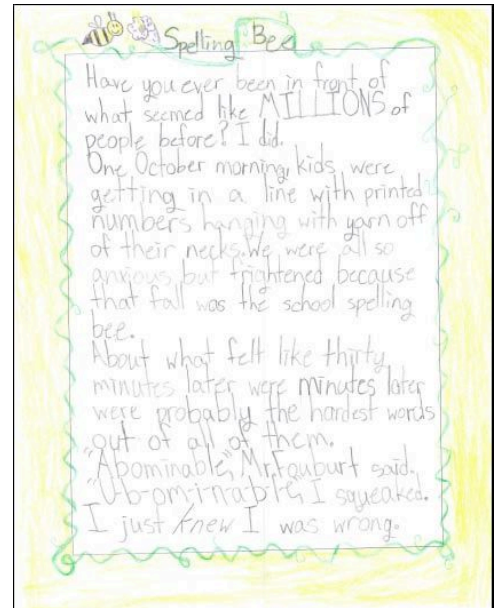 Spelling Bee
Have you ever been in front of
what seemed like MILLIONS of
people before? I did.
One October morning, kids were
getting in a line with printed
numbers hanging with yarn off
of their necks. We were all so
anxious but frightened because
that fall was the school spelling
bee.
About what felt like thirty
minutes later were minutes later
were probably the hardest words
out of all of them.
"Abominable," Mr. Fouburt said.
"U-b-om-i-n-a-b-l-e," I squeaked.
I just knew I was wrong.